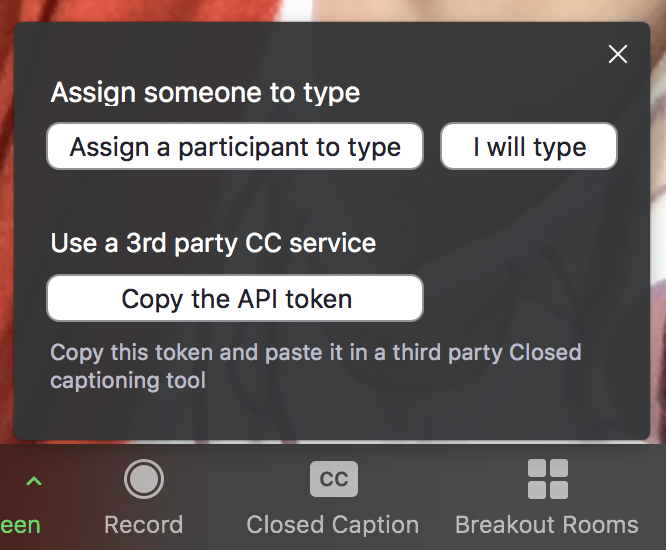 Assign someone to type
Assign a participant to type
I will type
Use a 3rd party CC service
Copy the API token
Copy this token and paste it in a third party Closed
captioning tool
CC
een
Record
Closed Caption
Breakout Rooms